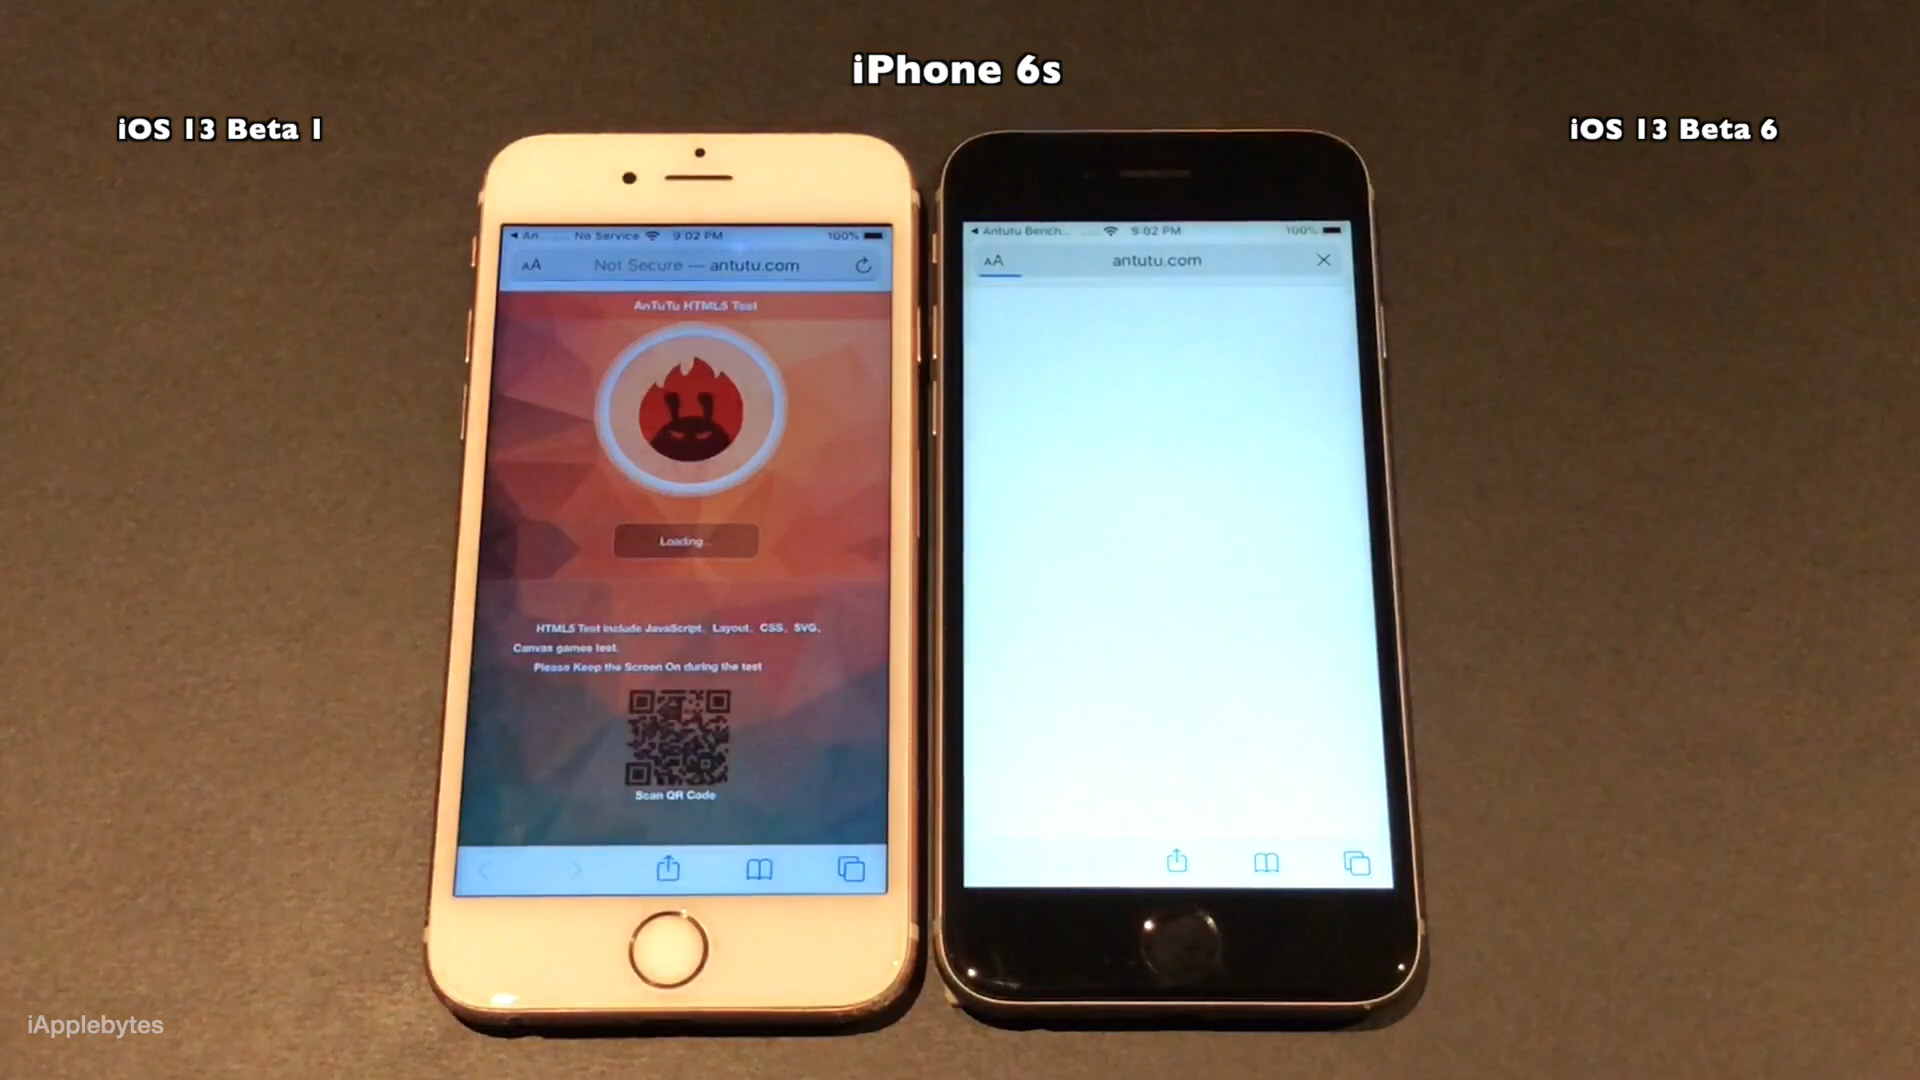 iPhone 6s
iOS 13 Beta 1
iOS 13 Beta 6
An
No Service
9:02 PM
100%
AA
Not Secure — antutu.com
AnTuTu HTML5 Test
Loading...
HTML5 Test include JavaScript、Layout、CSS、SVG、
Canvas games test.
Please Keep the Screen On during the test
Scan QR Code
Antutu Bench...
9:02 PM
100%
AA
antutu.com
iApplebytes